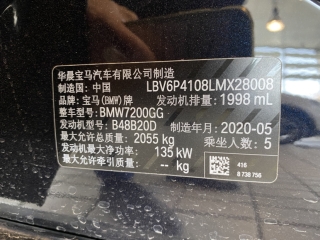 华晨宝马汽车有限公司制造
制造国：中国 LBV6P4108LMX28008
品牌：宝马(BMW)牌 发动机排量：1998 mL
整车型号：BMW7200GG
发动机型号：B48B20D 制造年月：2020-05
最大允许总质量：2055 kg 乘坐人数：5
发动机最大净功率：135 kW
最大允许牵引质量：-- kg
416
8 738 756